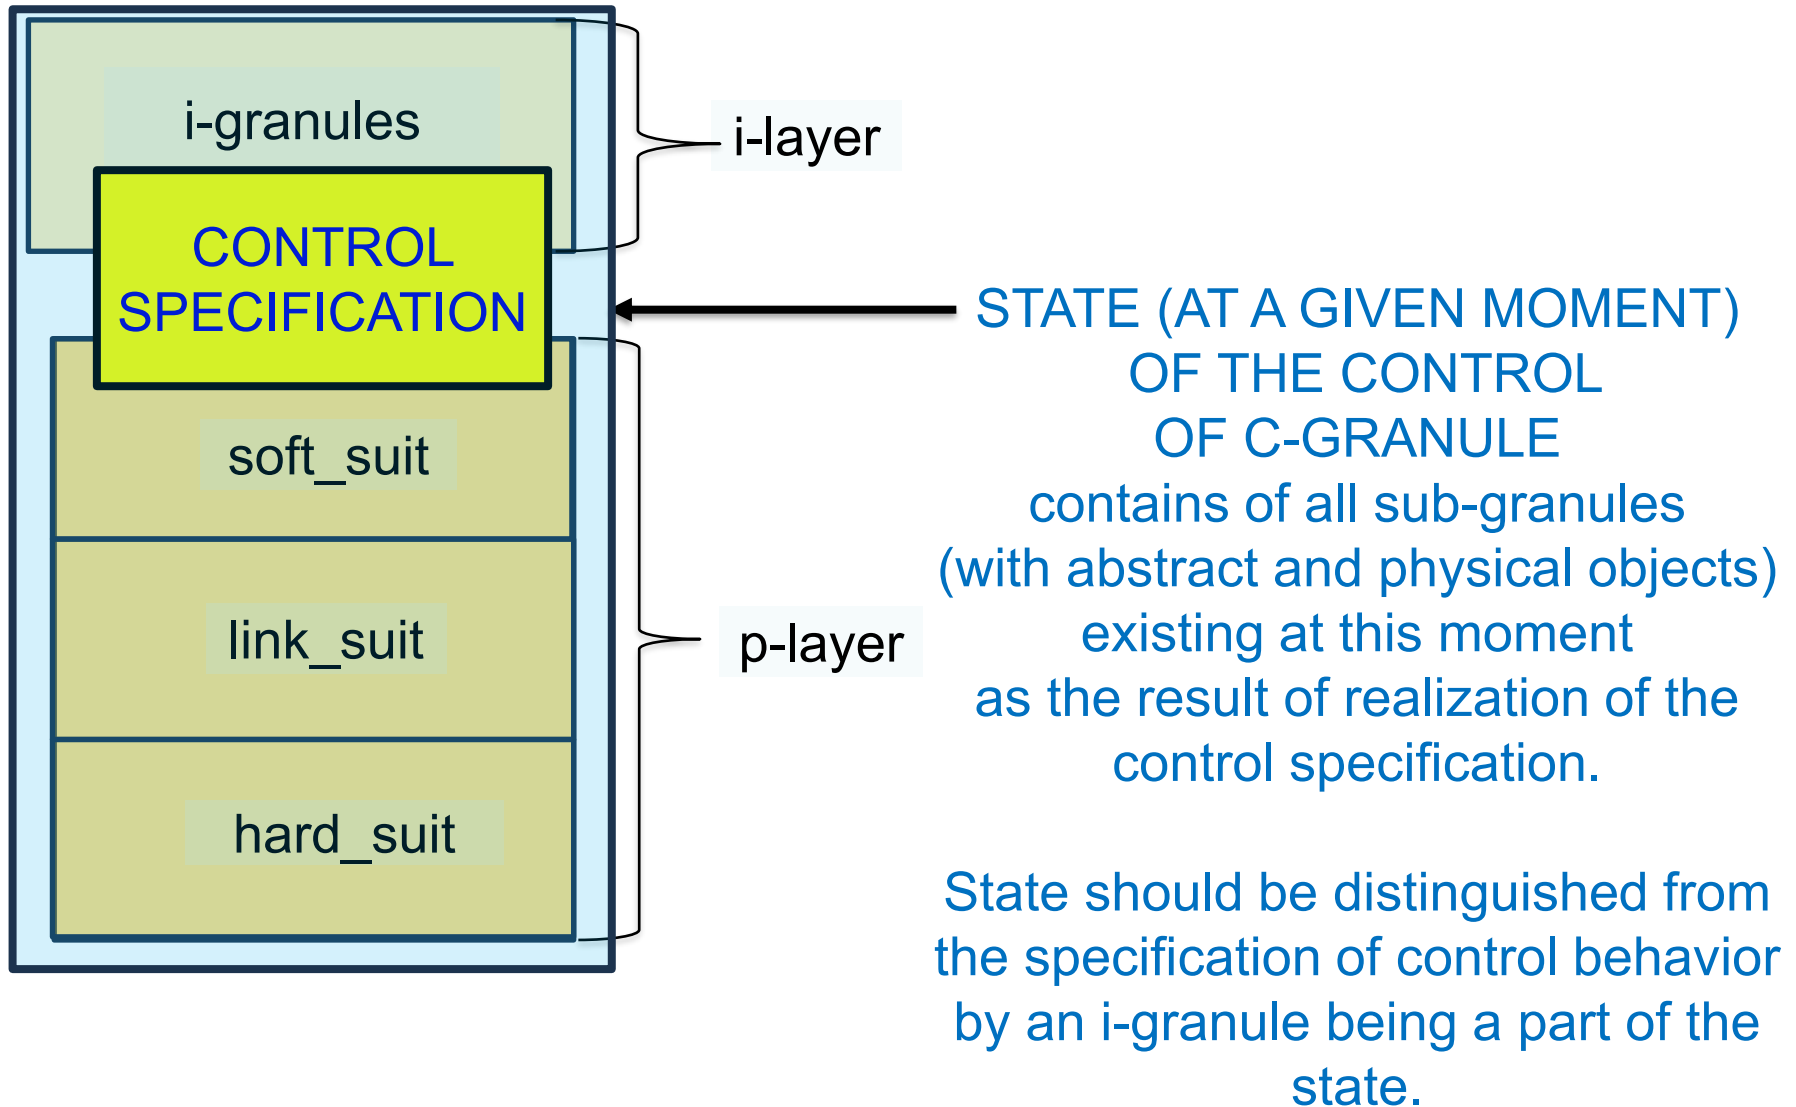 i-granules
i-layer
CONTROL
SPECIFICATION
soft_suit
link_suit
p-layer
hard_suit
STATE (AT A GIVEN MOMENT)
OF THE CONTROL
OF C-GRANULE
contains of all sub-granules
(with abstract and physical objects)
existing at this moment
as the result of realization of the
control specification.
State should be distinguished from
the specification of control behavior
by an i-granule being a part of the
state.